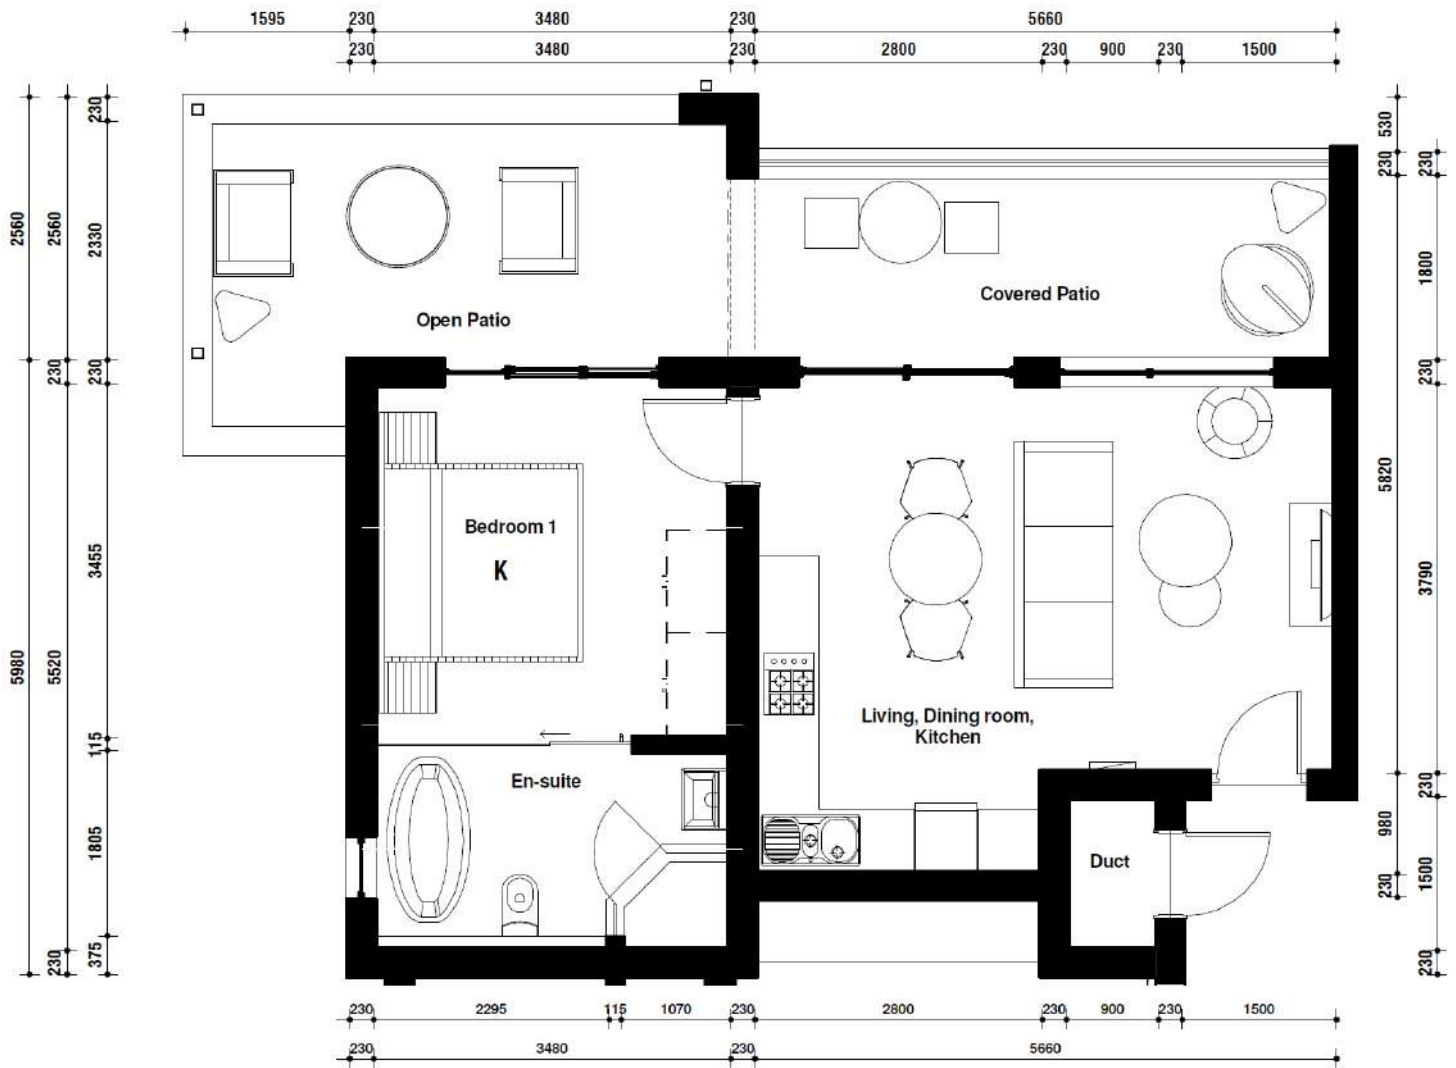 1595 230 3480 230 5660
230 3480 230 2800 230 900 230 1500
2560
5980
2560
230
5520
230
230
2330
230
3455
115
1805
375
Open Patio
Covered Patio
Bedroom 1
K
Living, Dining room,
Kitchen
En-suite
Duct
530
230
5820
980
230
230
1800
230
3790
230
1500
230
230 2295 115 1070 230 2800 230 900 230 1500
230 3480 230 5660